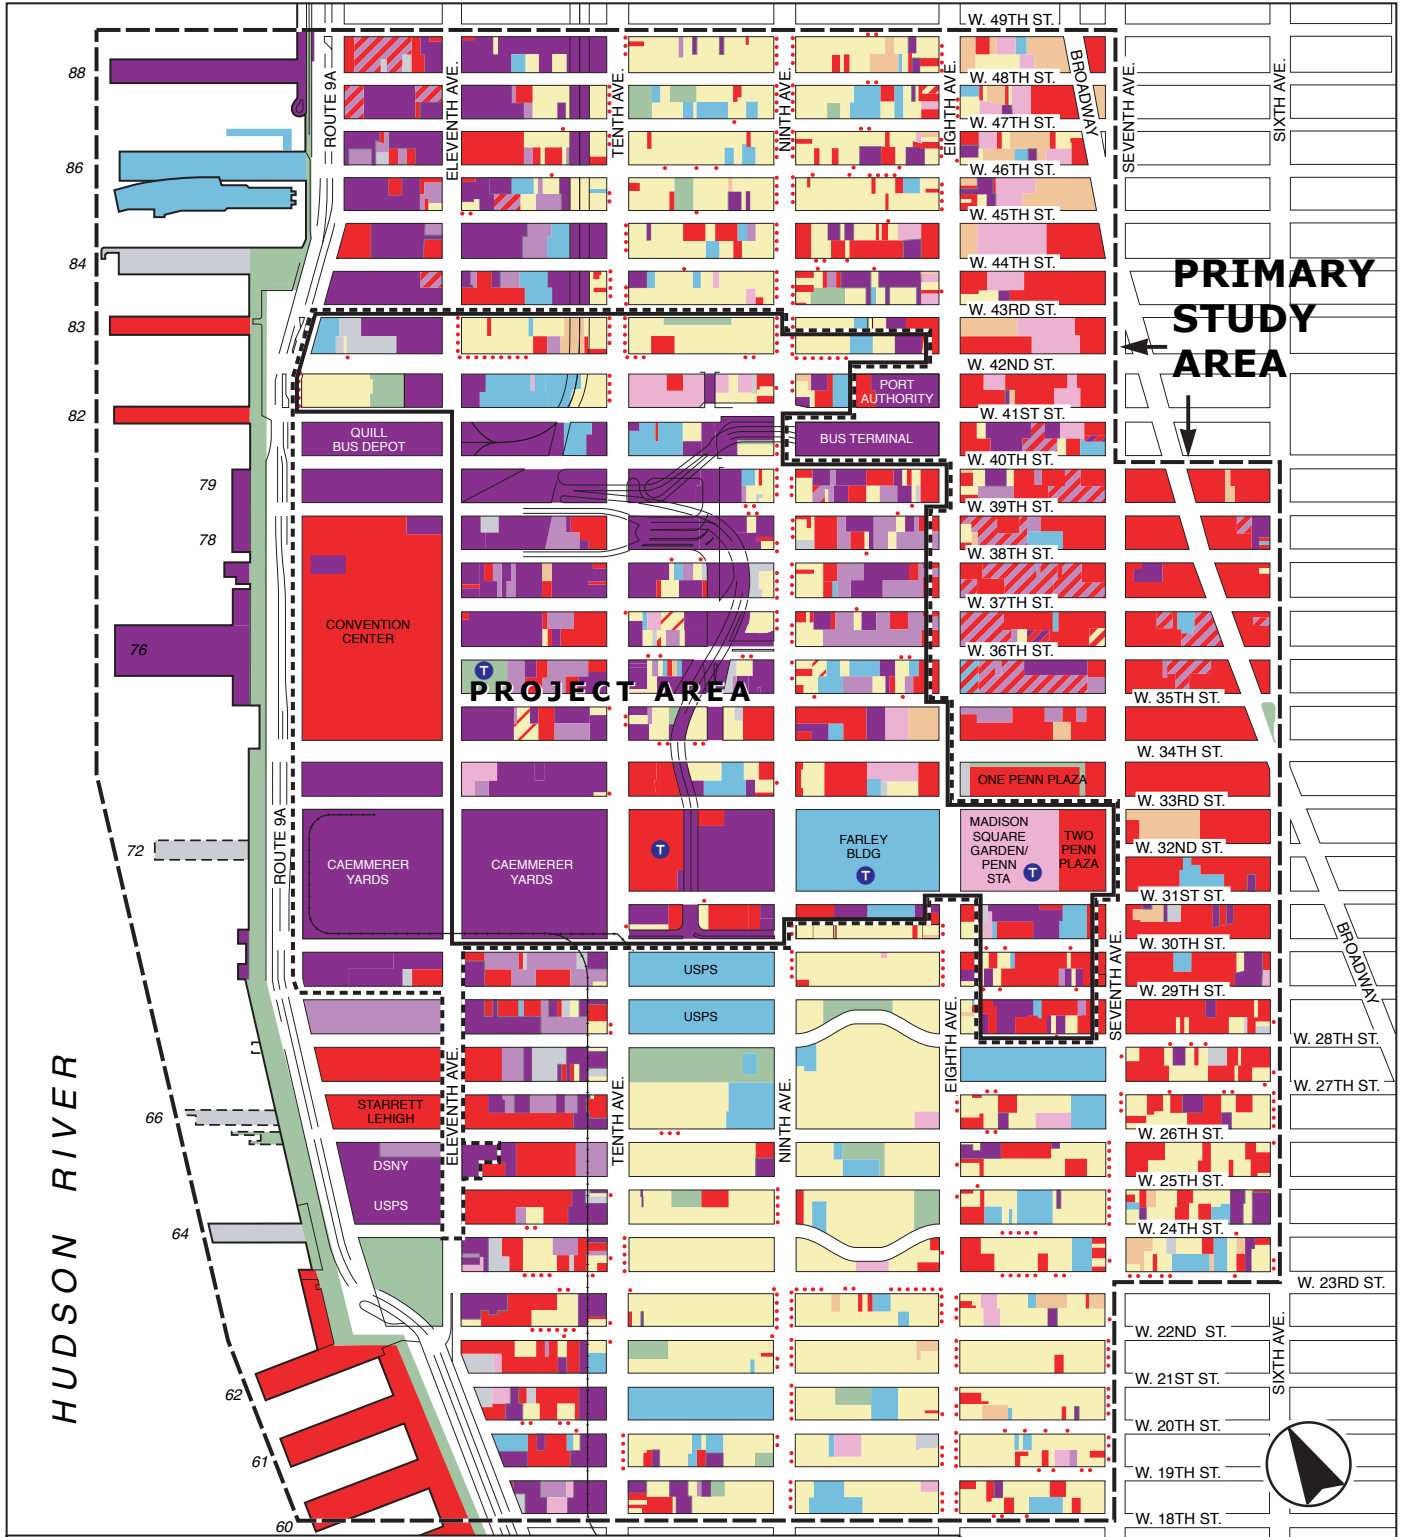 W. 49TH ST.
88
ROUTE 9A
ELEVENTH AVE.
TENTH AVE.
NINTH AVE.
EIGHTH AVE.
BROADWAY
SEVENTH AVE.
SIXTH AVE.
W. 48TH ST.
W. 47TH ST.
86
W. 46TH ST.
W. 45TH ST.
84
W. 44TH ST.
PRIMARY
STUDY
AREA
W. 43RD ST.
83
W. 42ND ST.
PORT
AUTHORITY
82
W. 41ST ST.
QUILL
BUS DEPOT
BUS TERMINAL
W. 40TH ST.
79
W. 39TH ST.
78
W. 38TH ST.
W. 37TH ST.
CONVENTION
CENTER
76
W. 36TH ST.
T
PROJECT AREA
W. 35TH ST.
W. 34TH ST.
ONE PENN PLAZA
W. 33RD ST.
ROUTE 9A
72
CAEMMERER
YARDS
CAEMMERER
YARDS
T
FARLEY
BLDG
T
MADISON
SQUARE
GARDEN/
PENN
STA
T
TWO
PENN
PLAZA
W. 32ND ST.
W. 31ST ST.
W. 30TH ST.
BROADWAY
USPS
W. 29TH ST.
USPS
SEVENTH AVE.
EIGHTH AVE.
W. 28TH ST.
ELEVENTH AVE.
TENTH AVE.
NINTH AVE.
W. 27TH ST.
HUDSON RIVER
STARRETT
LEHIGH
66
W. 26TH ST.
DSNY
USPS
W. 25TH ST.
64
W. 24TH ST.
W. 23RD ST.
SIXTH AVE.
W. 22ND ST.
W. 21ST ST.
62
W. 20TH ST.
61
W. 19TH ST.
60
W. 18TH ST.